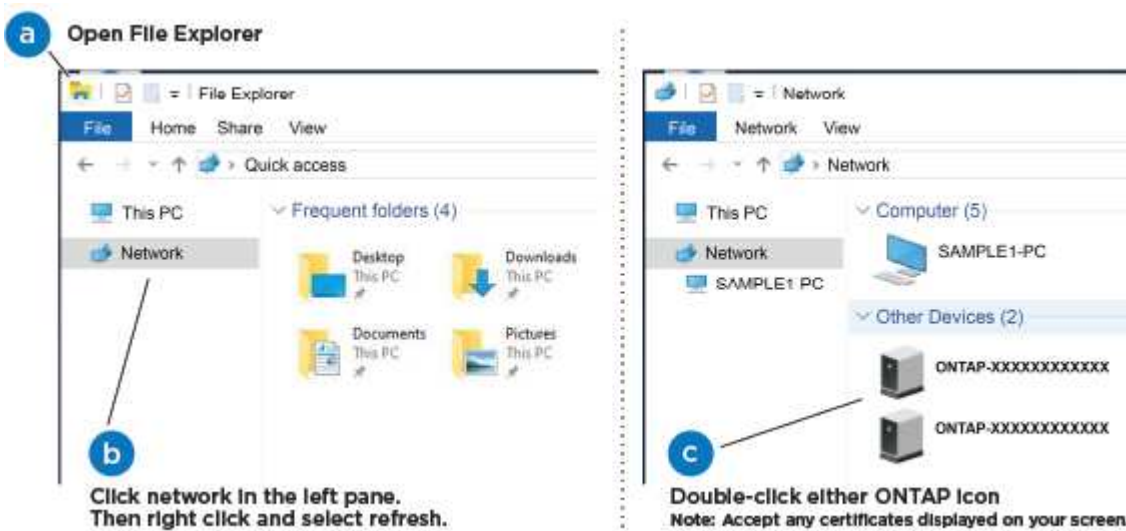 a Open File Explorer
File Explorer
File Home Share View
Quick access
This PC
Network
Frequent folders (4)
Desktop
This PC
Downloads
This PC
Documents
This PC
Pictures
This PC
b
Click network in the left pane.
Then right click and select refresh.
Network
File Network View
Network
This PC
Network
SAMPLE1 PC
Computer (5)
SAMPLE1-PC
Other Devices (2)
ONTAP-XXXXXXXXXXXX
ONTAP-XXXXXXXXXXXX
c
Double-click either ONTAP icon
Note: Accept any certificates displayed on your screen